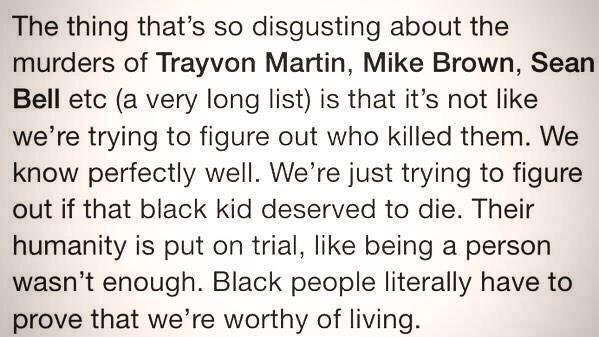 The thing that's so disgusting about the
murders of Trayvon Martin, Mike Brown, Sean
Bell etc (a very long list) is that it's not like
we're trying to figure out who killed them. We
know perfectly well. We're just trying to figure
out if that black kid deserved to die. Their
humanity is put on trial, like being a person
wasn't enough. Black people literally have to
prove that we're worthy of living.